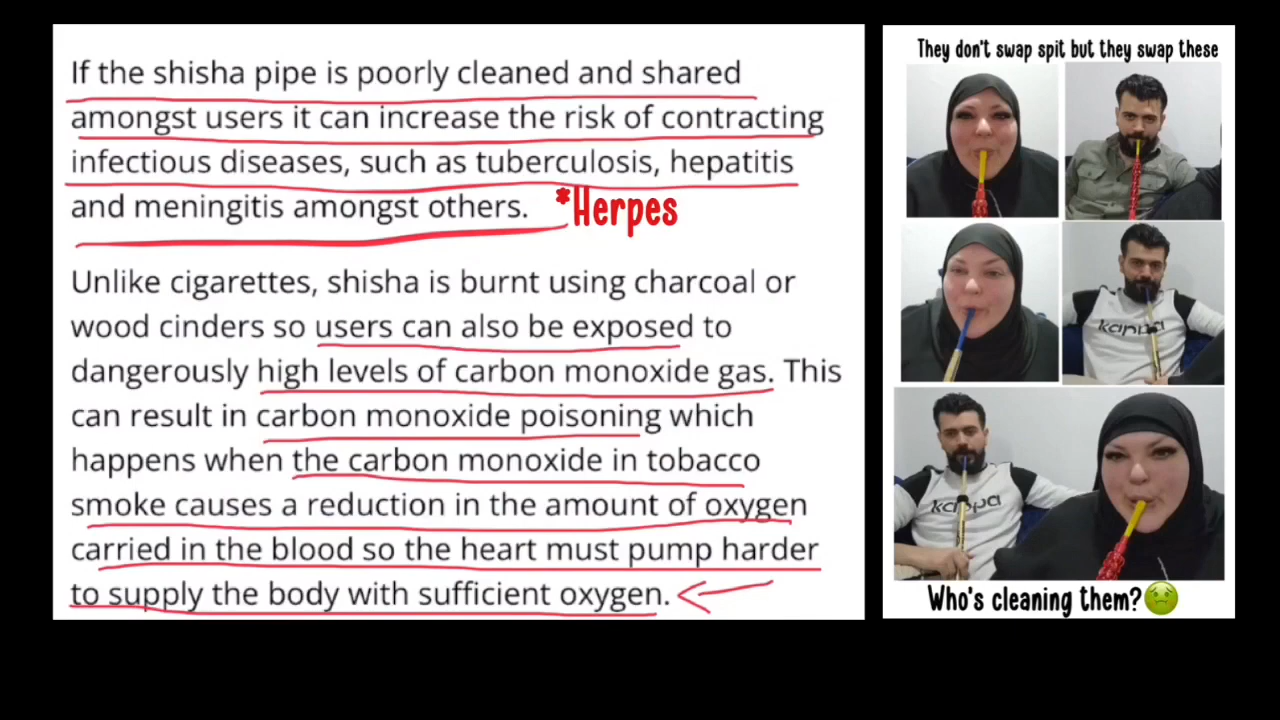 If the shisha pipe is poorly cleaned and shared
amongst users it can increase the risk of contracting
infectious diseases, such as tuberculosis, hepatitis
and meningitis amongst others. *Herpes
Unlike cigarettes, shisha is burnt using charcoal or
wood cinders so users can also be exposed to
dangerously high levels of carbon monoxide gas. This
can result in carbon monoxide poisoning which
happens when the carbon monoxide in tobacco
smoke causes a reduction in the amount of oxygen
carried in the blood so the heart must pump harder
to supply the body with sufficient oxygen.
They don't swap spit but they swap these
kappa
kappa
Who's cleaning them?🤢